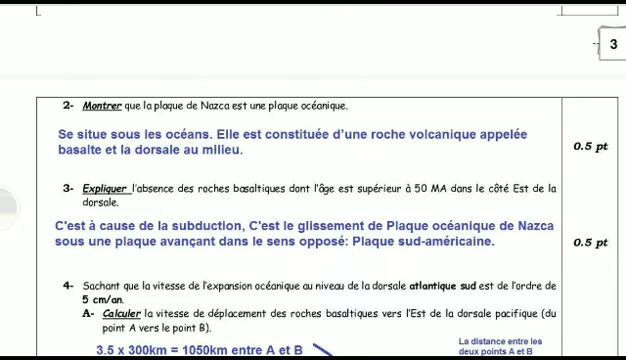 3
2- Montrer que la plaque de Nazca est une plaque océanique.
Se situe sous les océans. Elle est constituée d'une roche volcanique appelée
basalte et la dorsale au milieu.
0.5 pt
3- Expliquer l'absence des roches basaltiques dont l'âge est supérieur à 50 MA dans le côté Est de la
dorsale.
C'est à cause de la subduction, C'est le glissement de Plaque océanique de Nazca
sous une plaque avançant dans le sens opposé: Plaque sud-américaine.
0.5 pt
4- Sachant que la vitesse de l'expansion océanique au niveau de la dorsale atlantique sud est de l'ordre de
5 cm/an.
A- Calculer la vitesse de déplacement des roches basaltiques vers l'Est de la dorsale pacifique (du
point A vers le point B).
3.5 x 300km = 1050km entre A et B
La distance entre les
deux points A et B